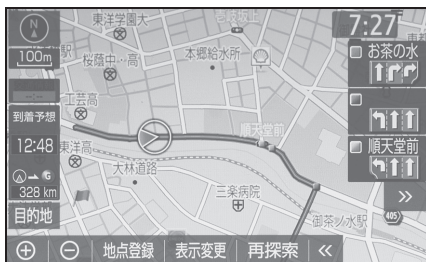 N
7:27
100m
東洋学園大
桜蔭中・高
本郷給水所
お茶の水
工芸高
到着予想
12:48
328 km
目的地
東洋高
大林道路
順天堂前
順天堂前
三楽病院
御茶ノ水駅
405
地点登録
表示変更
再探索